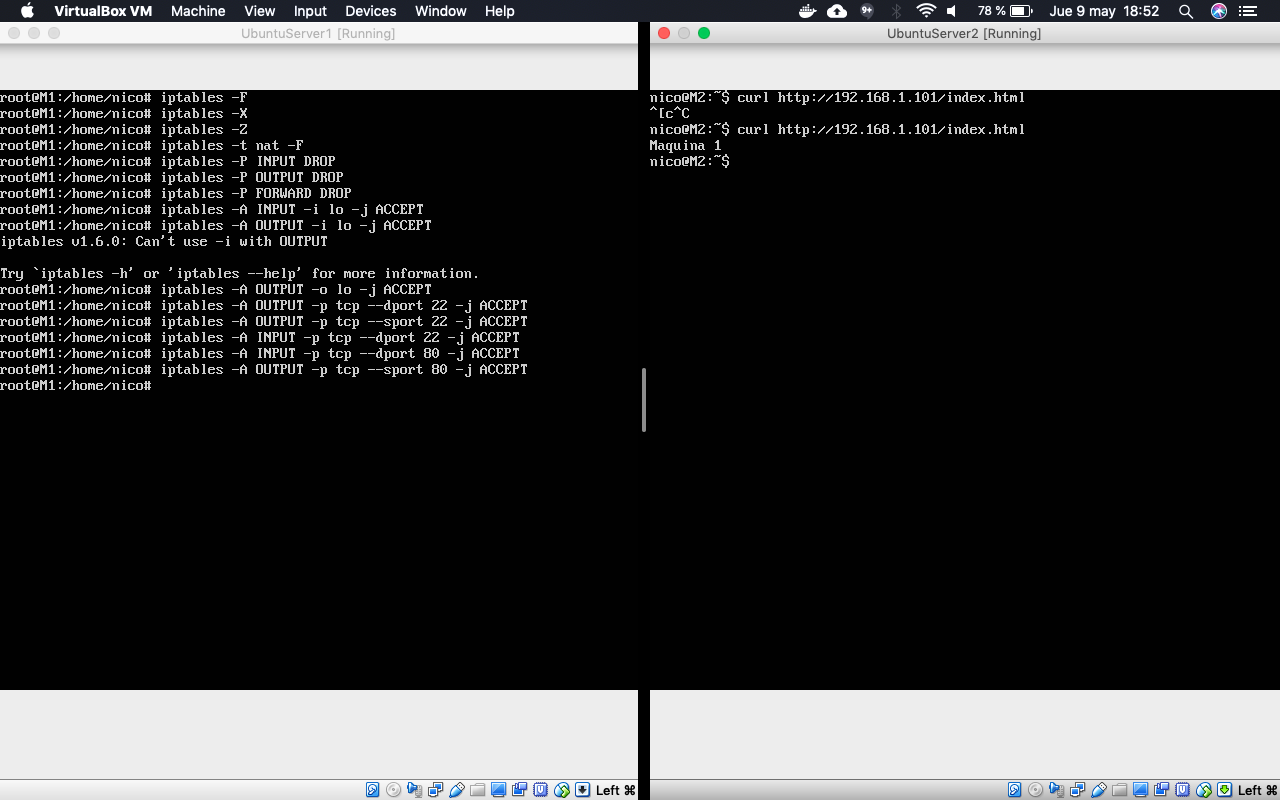 VirtualBox VM Machine View Input Devices Window Help 9+ 78 % Jue 9 may 18:52
UbuntuServer1 [Running]
root@M1:/home/nico# iptables -F
root@M1:/home/nico# iptables -X
root@M1:/home/nico# iptables -Z
root@M1:/home/nico# iptables -t nat -F
root@M1:/home/nico# iptables -P INPUT DROP
root@M1:/home/nico# iptables -P OUTPUT DROP
root@M1:/home/nico# iptables -P FORWARD DROP
root@M1:/home/nico# iptables -A INPUT -i lo -j ACCEPT
root@M1:/home/nico# iptables -A OUTPUT -i lo -j ACCEPT
iptables v1.6.0: Can't use -i with OUTPUT
Try `iptables -h' or 'iptables --help' for more information.
root@M1:/home/nico# iptables -A OUTPUT -o lo -j ACCEPT
root@M1:/home/nico# iptables -A OUTPUT -p tcp --dport 22 -j ACCEPT
root@M1:/home/nico# iptables -A OUTPUT -p tcp --sport 22 -j ACCEPT
root@M1:/home/nico# iptables -A INPUT -p tcp --dport 22 -j ACCEPT
root@M1:/home/nico# iptables -A INPUT -p tcp --dport 80 -j ACCEPT
root@M1:/home/nico# iptables -A OUTPUT -p tcp --sport 80 -j ACCEPT
root@M1:/home/nico#
Left ⌘
UbuntuServer2 [Running]
nico@M2:~$ curl http://192.168.1.101/index.html
^[c^C
nico@M2:~$ curl http://192.168.1.101/index.html
Maquina 1
nico@M2:~$
Left ⌘